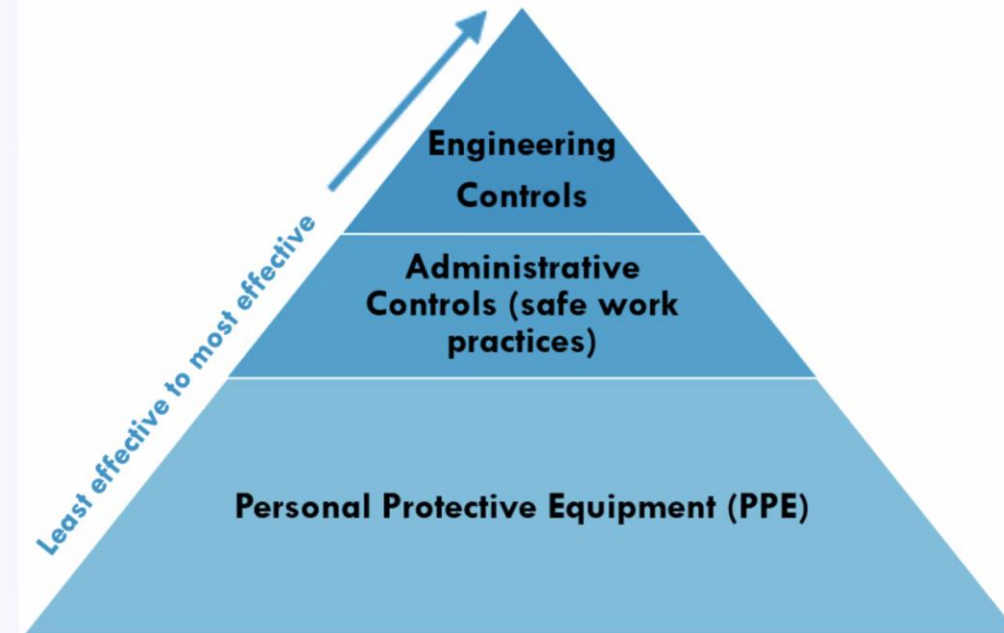 Least effective to most effective
Engineering
Controls
Administrative
Controls (safe work
practices)
Personal Protective Equipment (PPE)